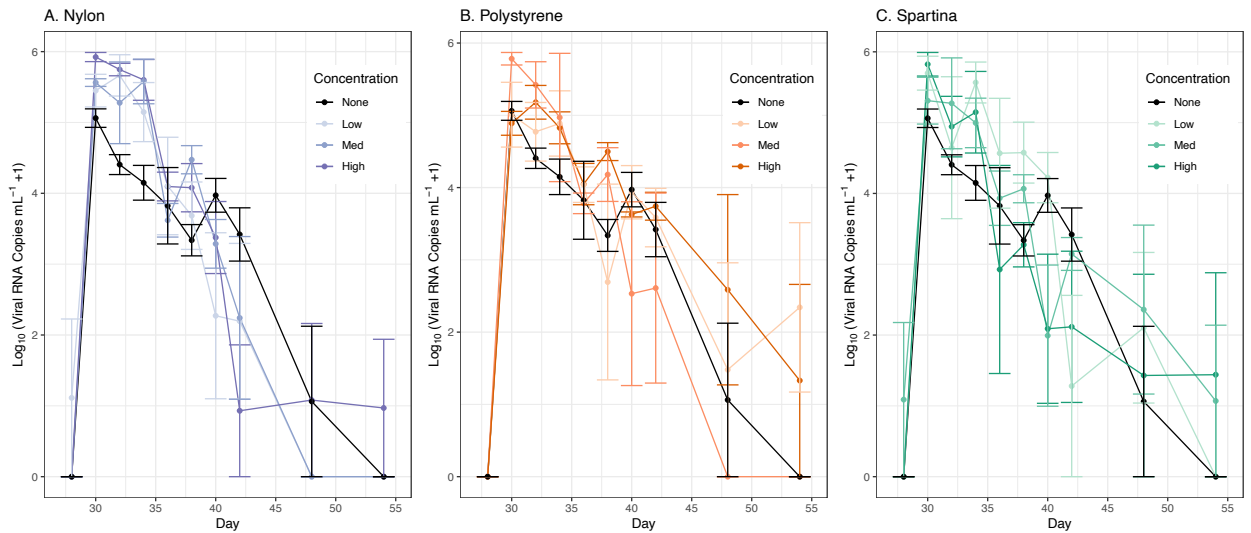 A. Nylon
Log10 (Viral RNA Copies mL−1 +1)
6
4
2
0
30
35
40
45
50
55
Day
Concentration
None
Low
Med
High
B. Polystyrene
Log10 (Viral RNA Copies mL−1 +1)
6
4
2
0
30
35
40
45
50
55
Day
Concentration
None
Low
Med
High
C. Spartina
Log10 (Viral RNA Copies mL−1 +1)
6
4
2
0
30
35
40
45
50
55
Day
Concentration
None
Low
Med
High